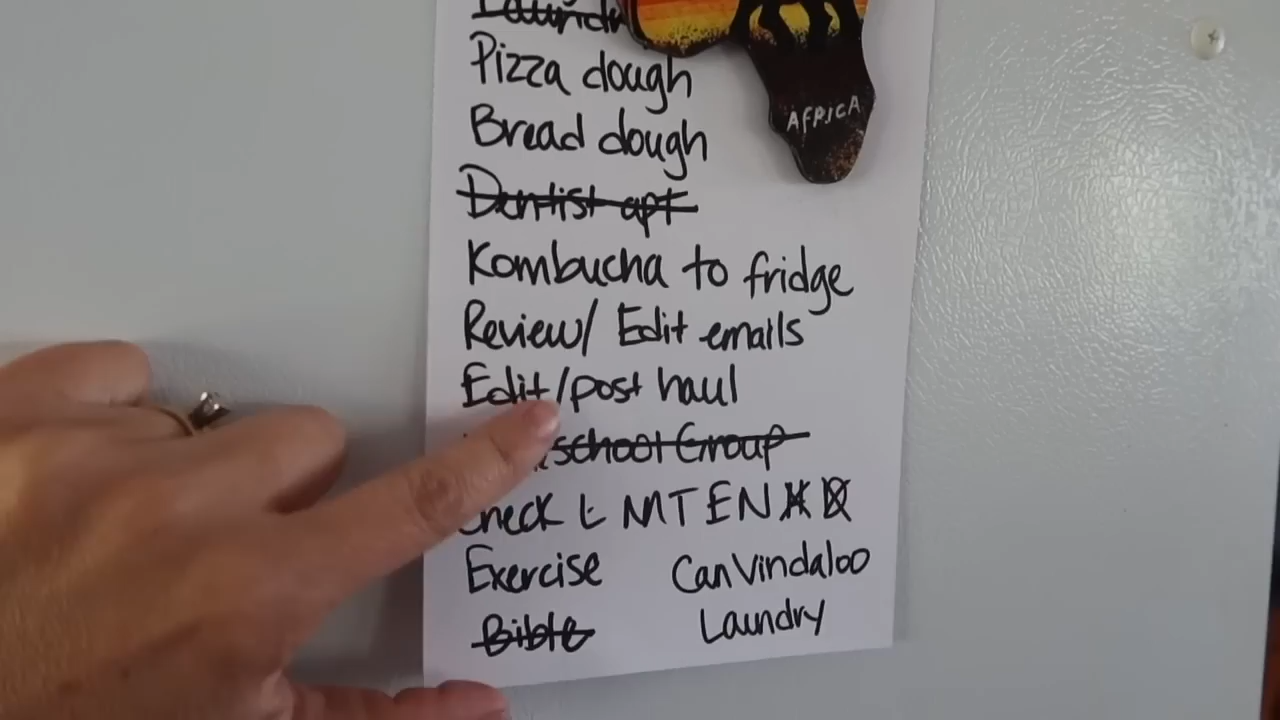 Laundry
Pizza dough
AFRICA
Bread dough
Dentist apt
Kombucha to fridge
Review/ Edit emails
Edit/post haul
school Group
Check L M T E N
Exercise Can Vindaloo
Bible Laundry